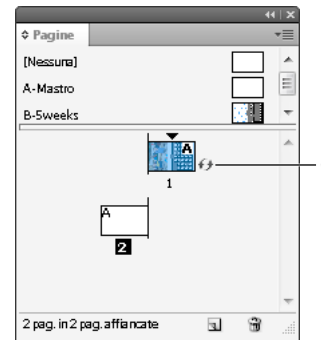 Pagine
[Nessuna]
A-Mastro
B-5weeks
A
1
A
2
2 pag. in 2 pag. affiancate